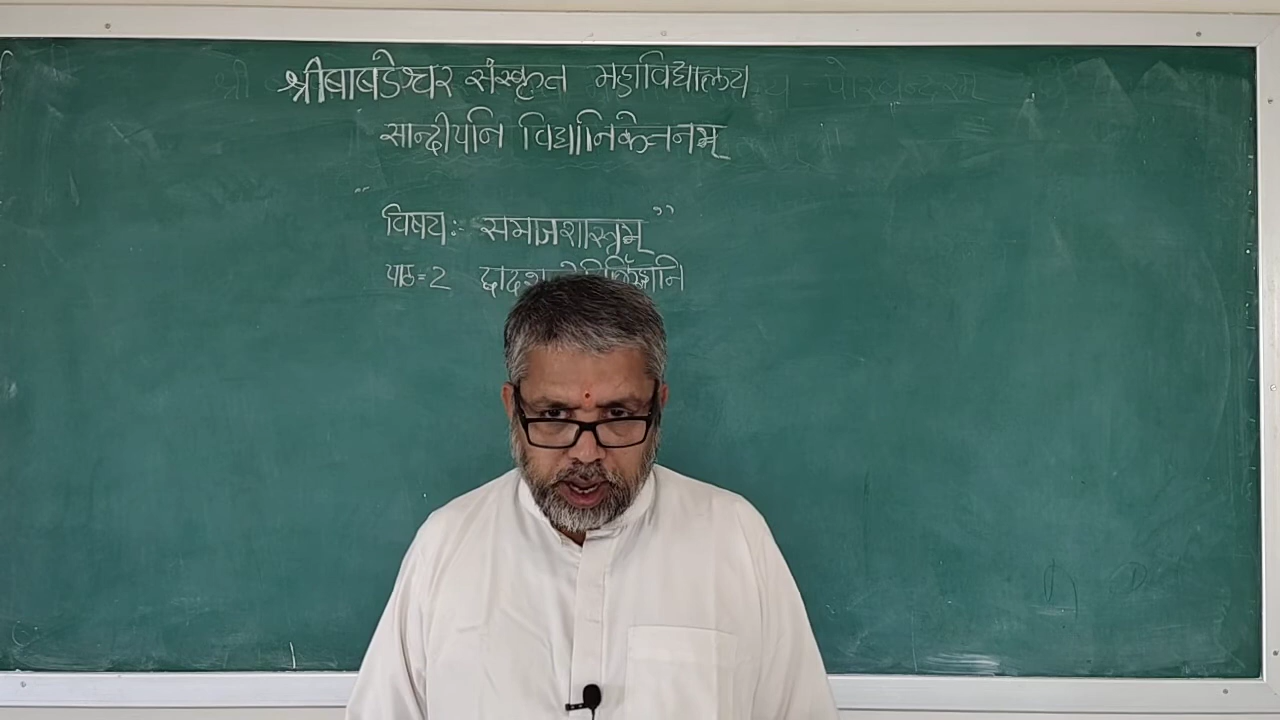 श्रीबाबडेश्वर संस्कृत महाविद्यालय
सान्दीपनि विद्यानिकेतनम्
"
विषय:- समाजशास्त्रम्"
पाठ=2